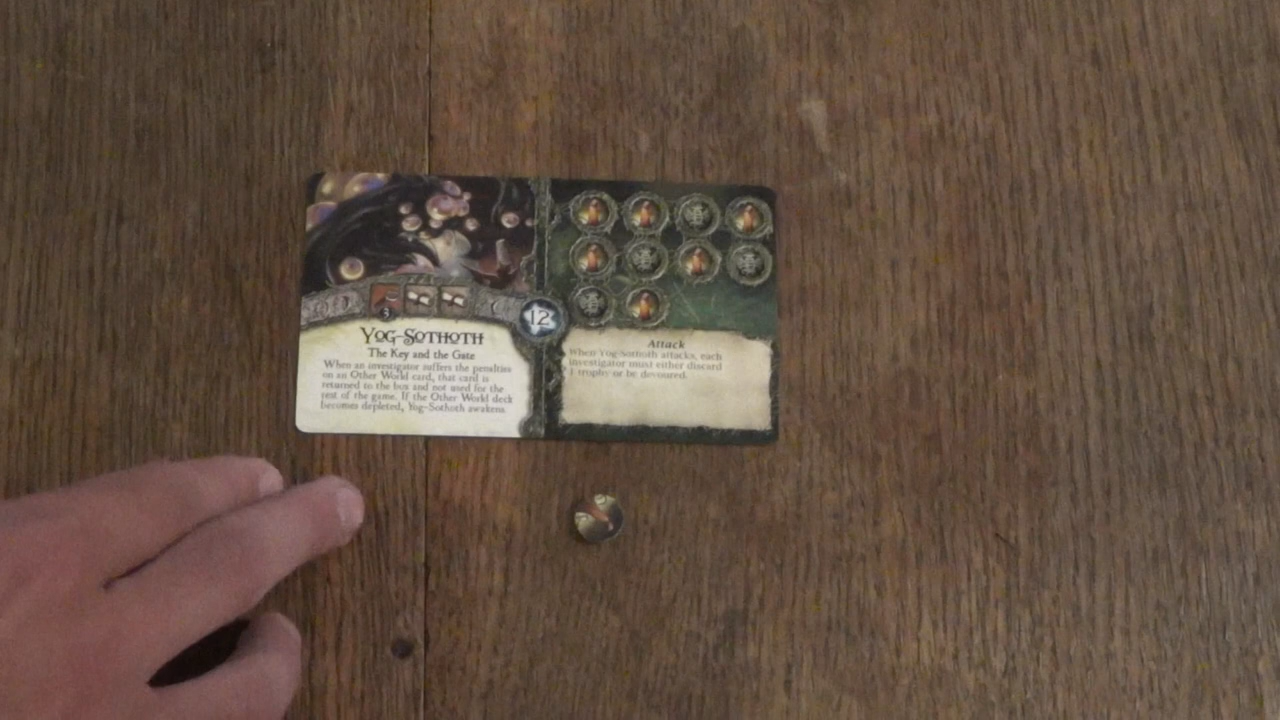 3
12
YOG-SOTHOTH
The Key and the Gate
When an investigator suffers the penalties
on an Other World card, that card is
returned to the box and not used for the
rest of the game. If the Other World deck
becomes depleted, Yog-Sothoth awakens.
Attack
When Yog-Sothoth attacks, each
investigator must either discard
1 trophy or be devoured.